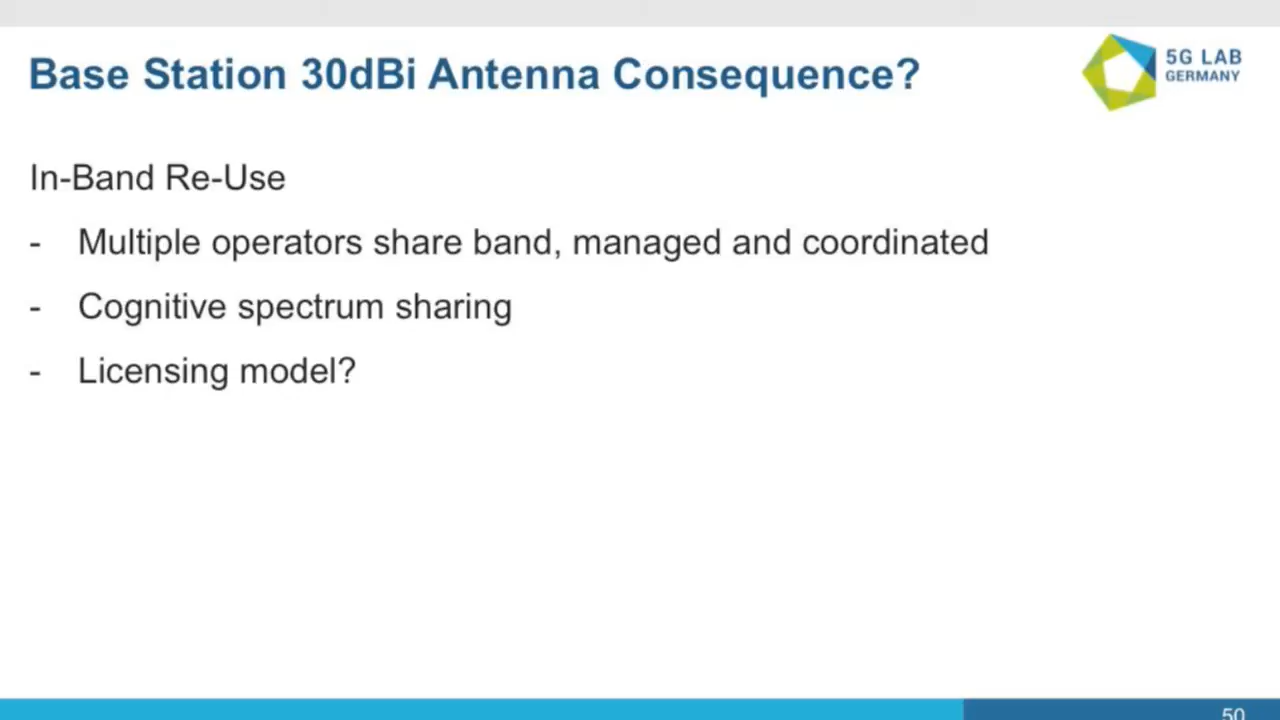 Base Station 30dBi Antenna Consequence?
5G LAB
GERMANY
In-Band Re-Use
- Multiple operators share band, managed and coordinated
- Cognitive spectrum sharing
- Licensing model?
50